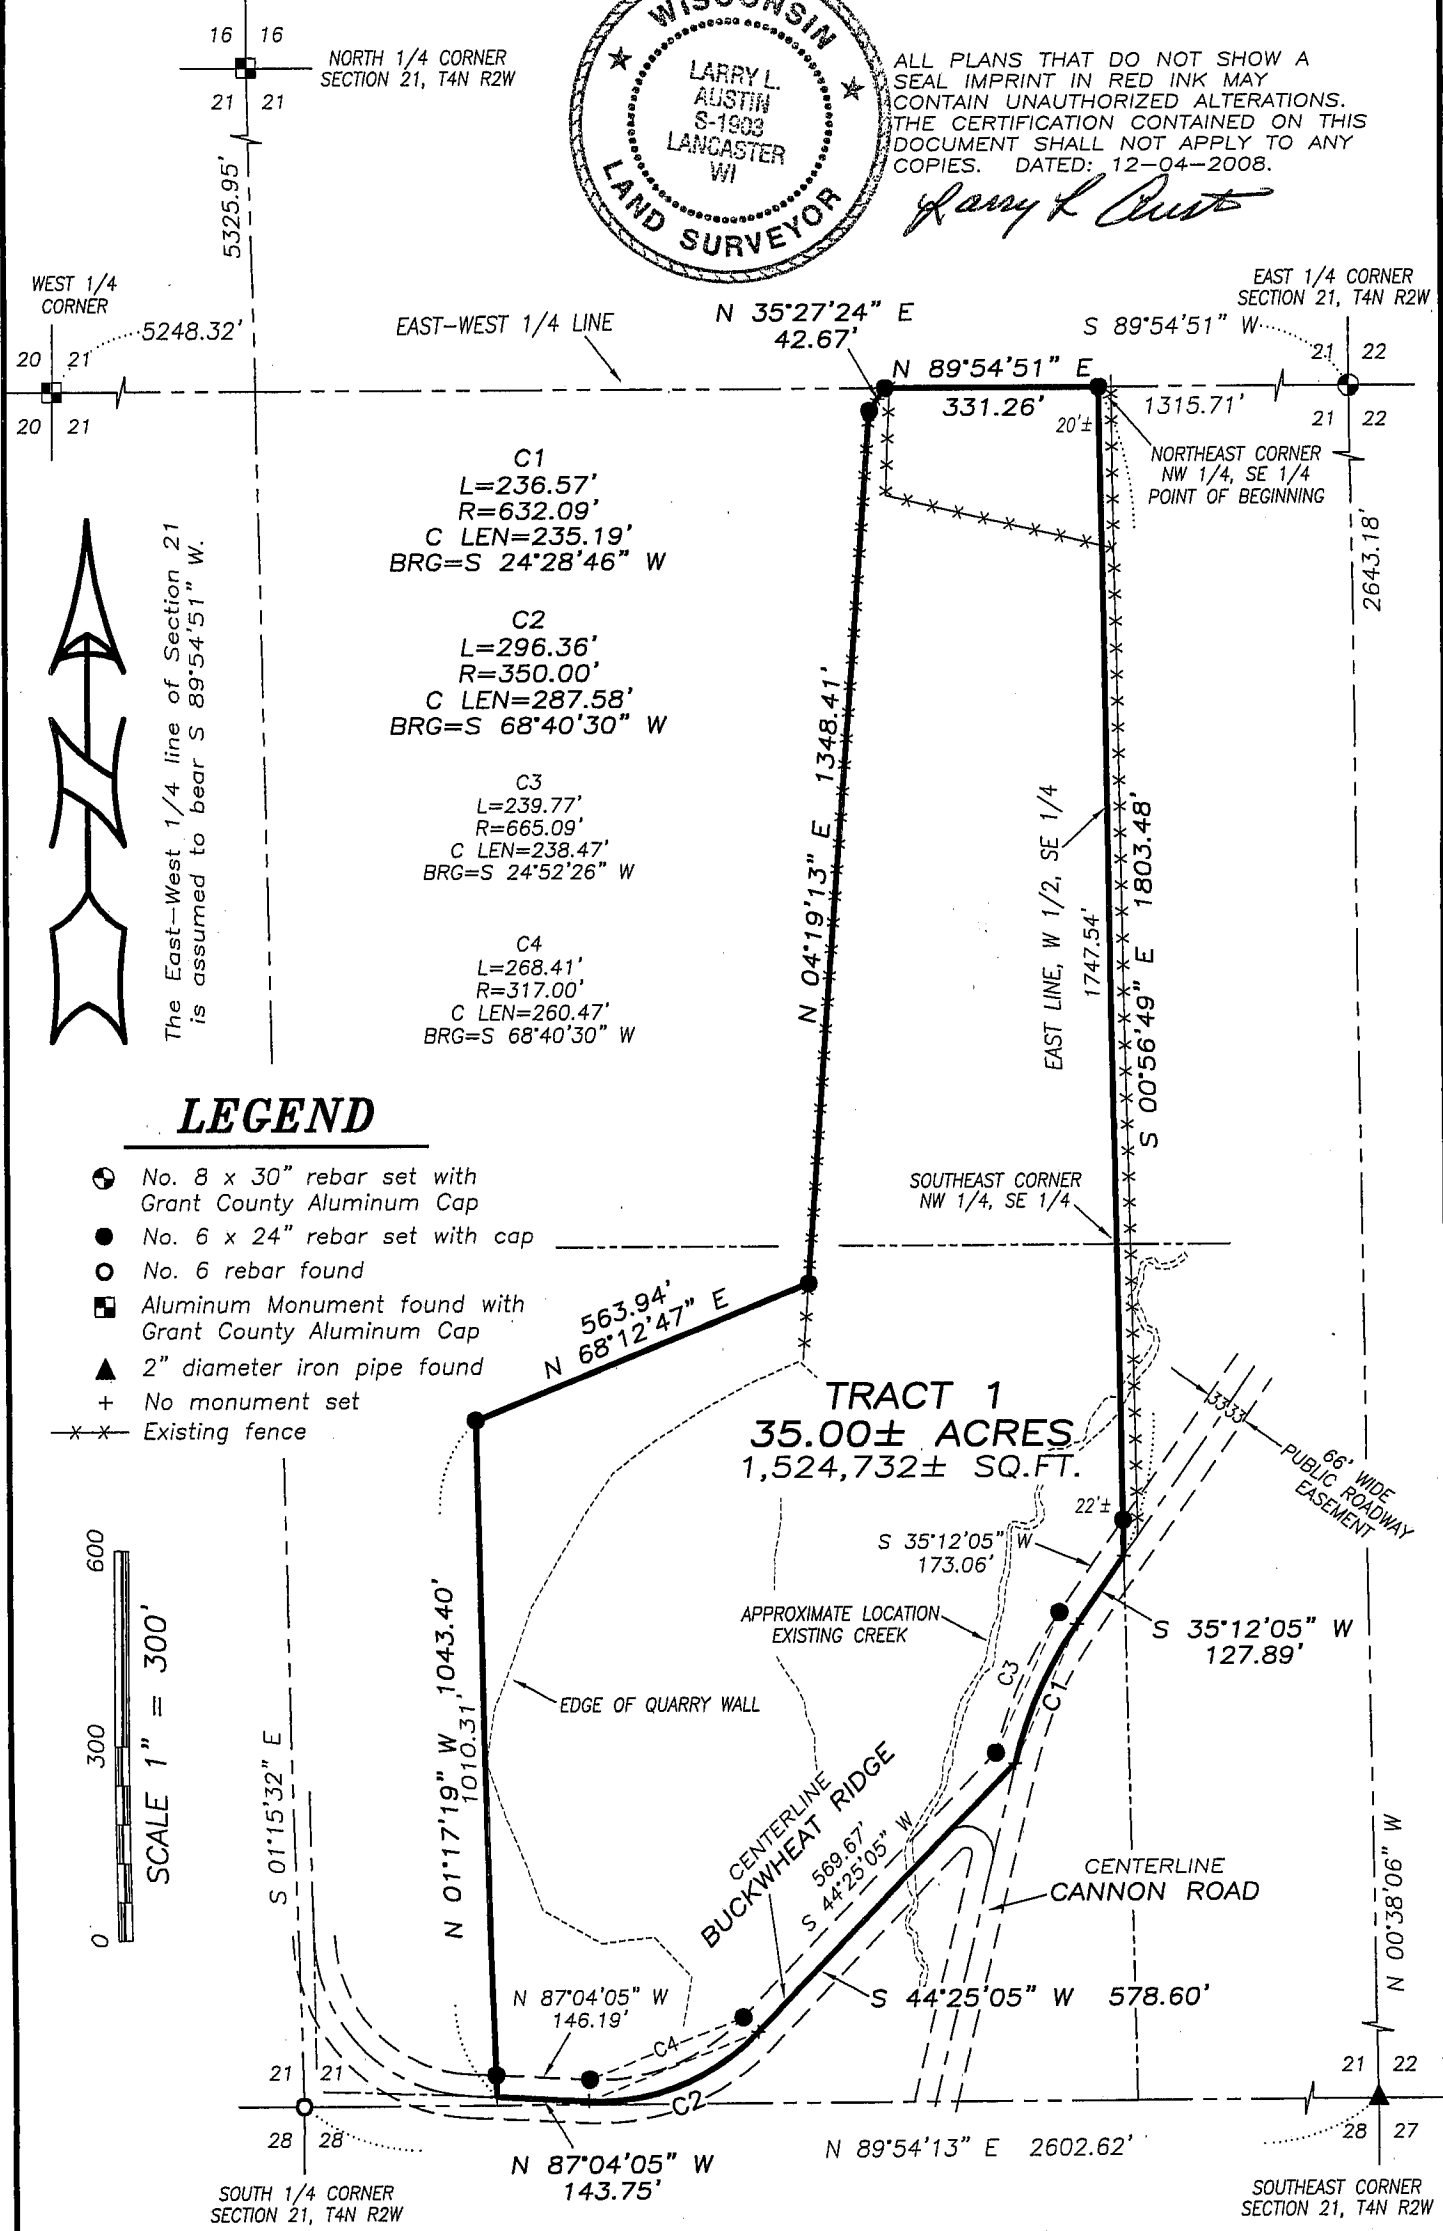 16 16
NORTH 1/4 CORNER
SECTION 21, T4N R2W
21 21
5325.95'
WISCONSIN
LARRY L.
AUSTIN
S-1903
LANCASTER
WI
LAND SURVEYOR
ALL PLANS THAT DO NOT SHOW A
SEAL IMPRINT IN RED INK MAY
CONTAIN UNAUTHORIZED ALTERATIONS.
THE CERTIFICATION CONTAINED ON THIS
DOCUMENT SHALL NOT APPLY TO ANY
COPIES. DATED: 12-04-2008.
Larry L Austin
WEST 1/4
CORNER
5248.32'
20 21
20 21
EAST-WEST 1/4 LINE
N 35°27'24" E
42.67'
N 89°54'51" E
331.26'
EAST 1/4 CORNER
SECTION 21, T4N R2W
S 89°54'51" W
21 22
21 22
1315.71'
20'±
NORTHEAST CORNER
NW 1/4, SE 1/4
POINT OF BEGINNING
2643.18'
C1
L=236.57'
R=632.09'
C LEN=235.19'
BRG=S 24°28'46" W
C2
L=296.36'
R=350.00'
C LEN=287.58'
BRG=S 68°40'30" W
C3
L=239.77'
R=665.09'
C LEN=238.47'
BRG=S 24°52'26" W
C4
L=268.41'
R=317.00'
C LEN=260.47'
BRG=S 68°40'30" W
The East-West 1/4 line of Section 21
is assumed to bear S 89°54'51" W.
N
N 04°19'13" E 1348.41'
EAST LINE, W 1/2, SE 1/4
1747.54'
S 00°56'49" E 1803.48'
LEGEND
No. 8 x 30" rebar set with
Grant County Aluminum Cap
No. 6 x 24" rebar set with cap
No. 6 rebar found
Aluminum Monument found with
Grant County Aluminum Cap
2" diameter iron pipe found
+ No monument set
Existing fence
SOUTHEAST CORNER
NW 1/4, SE 1/4
563.94'
N 68°12'47" E
TRACT 1
35.00± ACRES
1,524,732± SQ.FT.
33 33
66' WIDE
PUBLIC ROADWAY
EASEMENT
22'±
S 35°12'05" W
173.06'
APPROXIMATE LOCATION
EXISTING CREEK
S 35°12'05" W
127.89'
C3
C1
EDGE OF QUARRY WALL
600
300
0
SCALE 1" = 300'
S 01°15'32" E
N 01°17'19" W 1043.40'
1010.31'
CENTERLINE
BUCKWHEAT RIDGE
569.67'
S 44°25'05" W
CENTERLINE
CANNON ROAD
S 44°25'05" W 578.60'
N 00°38'06" W
N 87°04'05" W
146.19'
C4
C2
21 21
28 28
SOUTH 1/4 CORNER
SECTION 21, T4N R2W
N 87°04'05" W
143.75'
N 89°54'13" E 2602.62'
21 22
28 27
SOUTHEAST CORNER
SECTION 21, T4N R2W